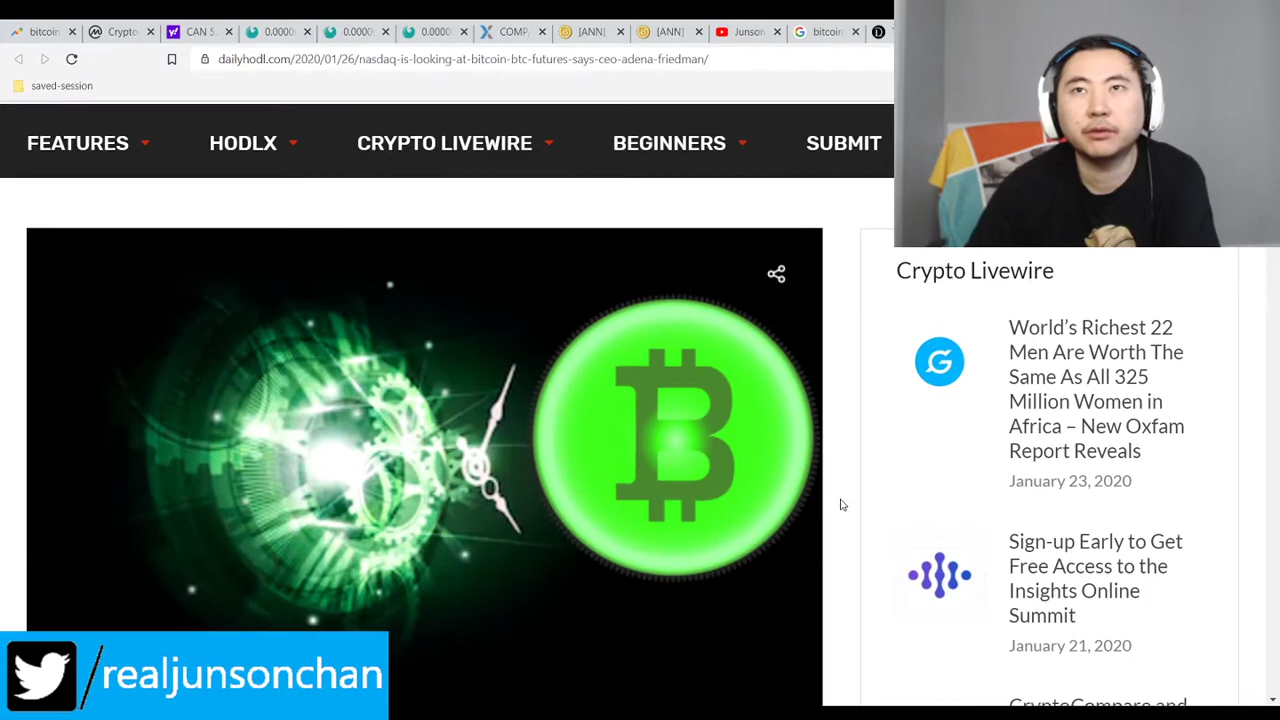 bitcoin
Crypto
CAN 5.
0.0000
0.0000
0.0000
COMP
[ANN]
[ANN]
Junson
bitcoin
dailyhodl.com/2020/01/26/nasdaq-is-looking-at-bitcoin-btc-futures-says-ceo-adena-friedman/
saved-session
FEATURES
HODLX
CRYPTO LIVEWIRE
BEGINNERS
SUBMIT
Crypto Livewire
World's Richest 22
Men Are Worth The
Same As All 325
Million Women in
Africa – New Oxfam
Report Reveals
January 23, 2020
Sign-up Early to Get
Free Access to the
Insights Online
Summit
January 21, 2020
CryptoCompare and
/realjunsonchan